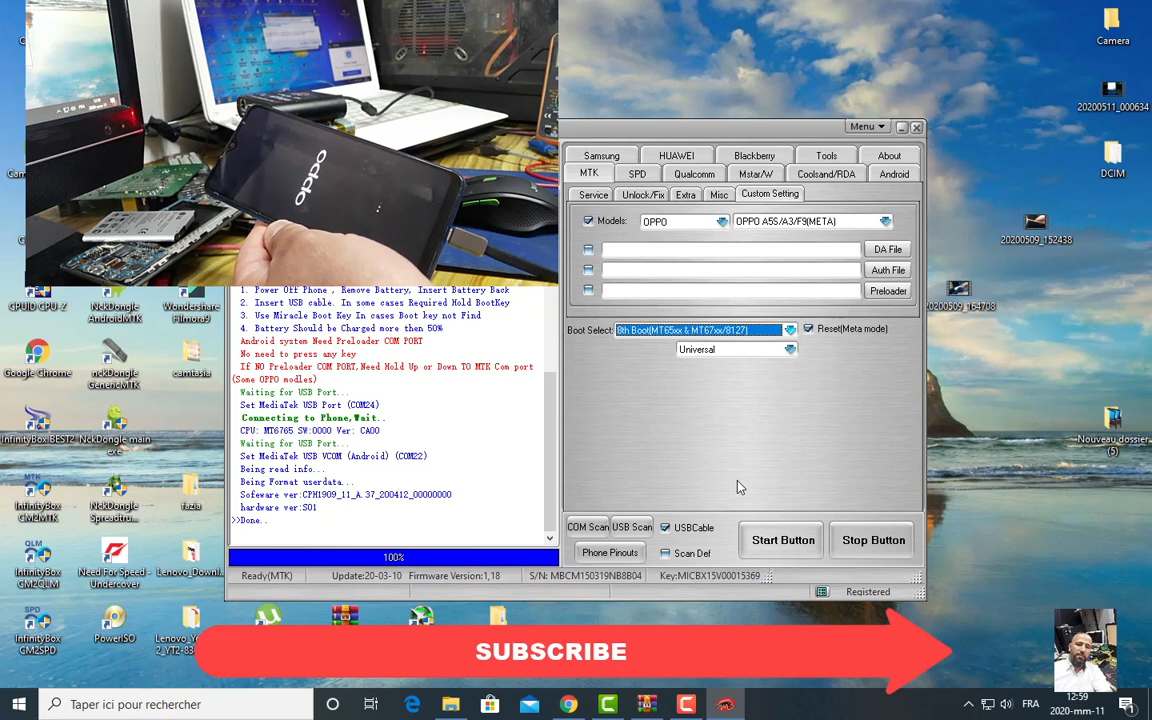 oppo
Camera
20200511_000634
DCIM
20200509_152438
20200509_164708
Nouveau dossier
(5)
CPUID CPU-Z
NckDongle
AndroidMTK
Wondershare
Filmora9
Google Chrome
NckDongle
GenericMTK
camtasia
InfinityBox BEST2
NckDongle main
exe
InfinityBox
CM2MTK
NckDongle
Spreadtru...
fazia
InfinityBox
CM2QLM
Need For Speed -
Undercover
Lenovo_Downl...
InfinityBox
CM2SPD
PowerISO
Menu
Samsung
HUAWEI
Blackberry
Tools
About
MTK
SPD
Qualcomm
Mstar/W
Coolsand/RDA
Android
Service
Unlock/Fix
Extra
Misc
Custom Setting
Models:
OPPO
OPPO A5S/A3/F9(META)
DA File
Auth File
Preloader
Boot Select:
8th Boot(MT65xx & MT67xx/8127)
Reset(Meta mode)
Universal
1. Power Off Phone , Remove Battery, Insert Battery Back
2. Insert USB cable. In some cases Required Hold BootKey
3. Use Miracle Boot Key In cases Boot key not Find
4. Battery Should be Charged more then 50%
Android system Need Preloader COM PORT
No need to press any key
If NO Preloader COM PORT,Need Hold Up or Down TO MTK Com port
(Some OPPO modles)
Waiting for USB Port...
Set MediaTek USB Port (COM24)
Connecting to Phone,Wait..
CPU: MT6765 SW:0000 Ver: CA00
Waiting for USB Port...
Set MediaTek USB VCOM (Android) (COM22)
Being read info...
Being Format userdata...
Sofeware ver:CPH1909_11_A.37_200412_00000000
hardware ver:S01
>>Done..
100%
COM Scan
USB Scan
USBCable
Phone Pinouts
Scan Def
Start Button
Stop Button
Ready(MTK)
Update:20-03-10
Firmware Version:1,18
S/N: MBCM150319NB8B04
Key:MICBX15V00015369
Registered
SUBSCRIBE
Taper ici pour rechercher
FRA
12:59
2020-mm-11
1